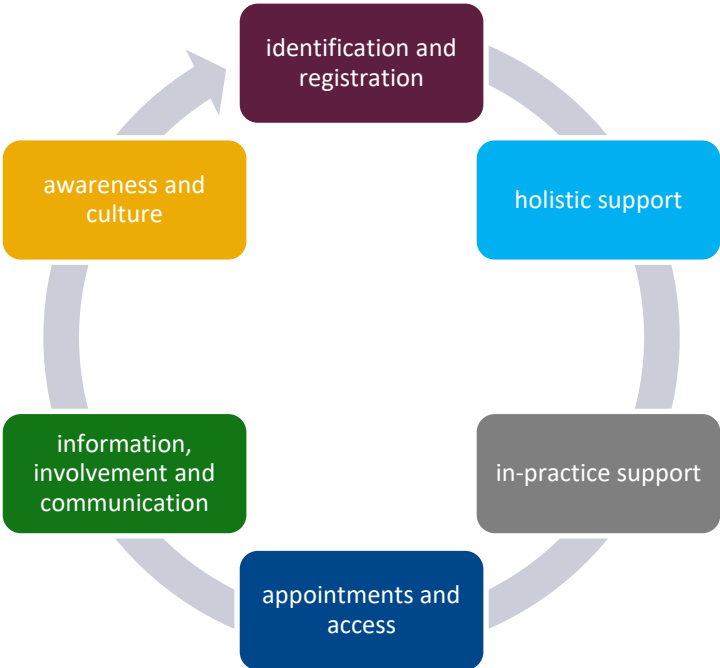 identification and
registration
holistic support
in-practice support
appointments and
access
information,
involvement and
communication
awareness and
culture